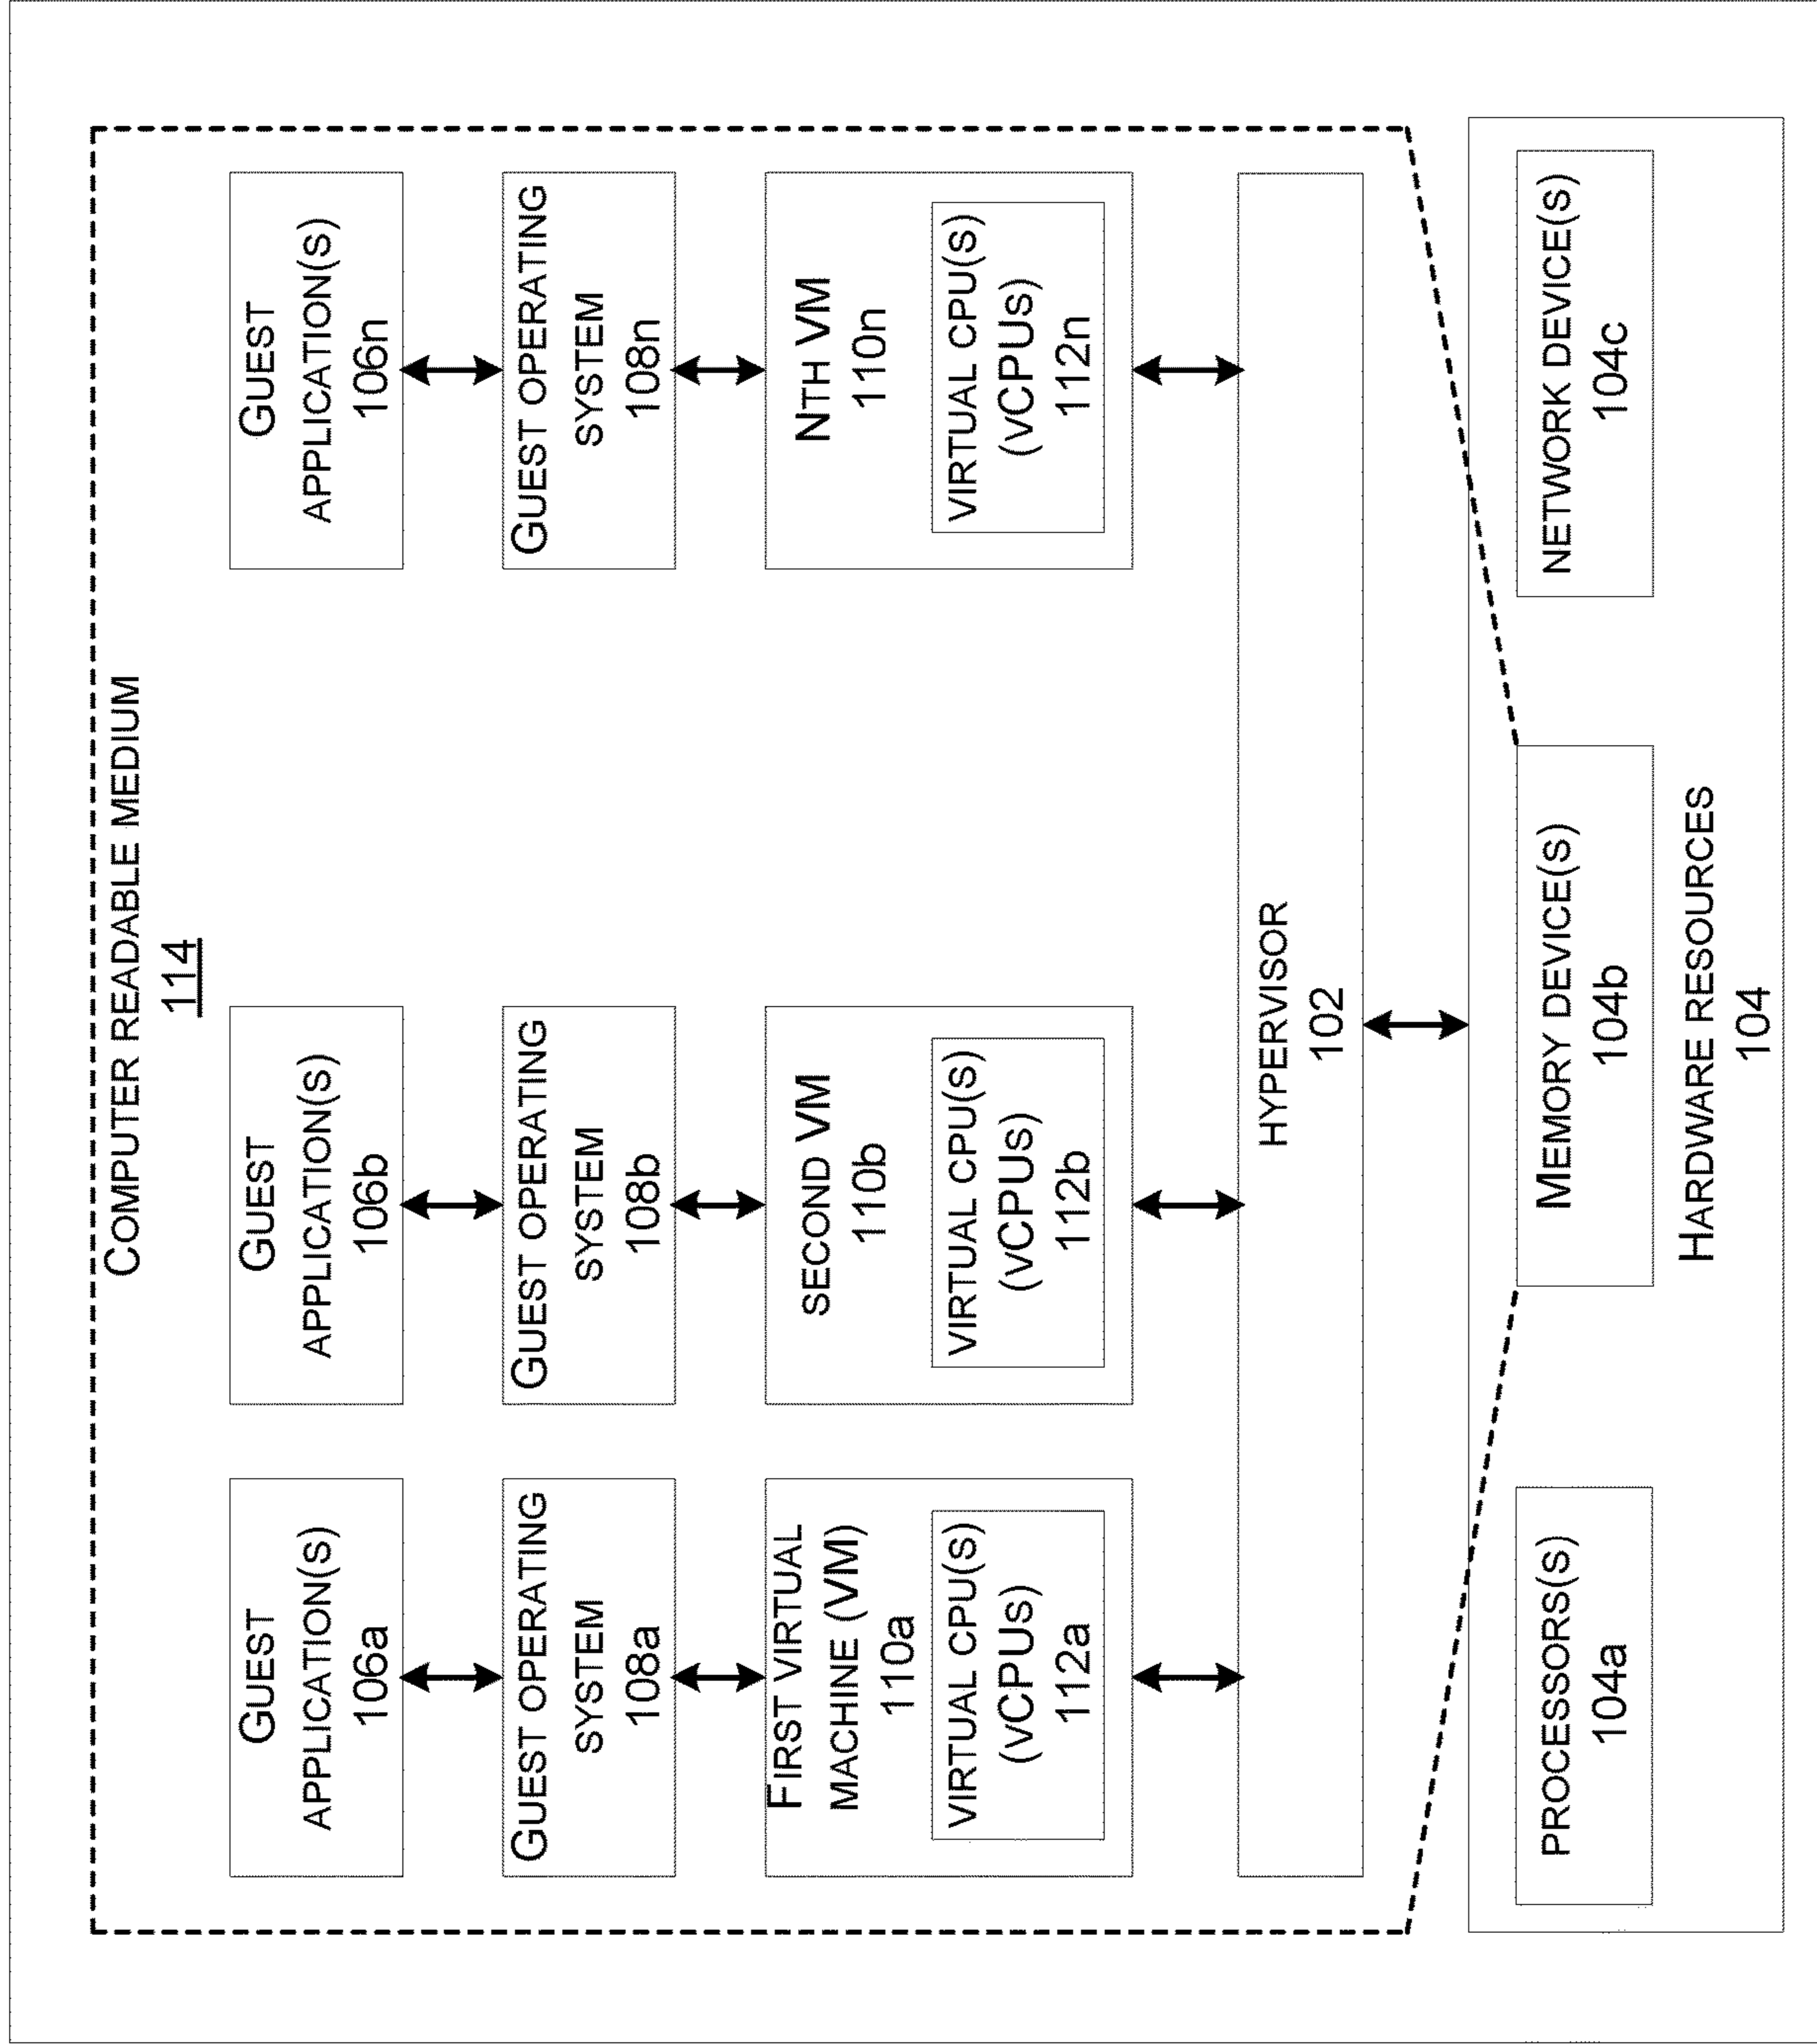 COMPUTER READABLE MEDIUM
114
GUEST
APPLICATION(S)
106a
GUEST
APPLICATION(S)
106b
GUEST
APPLICATION(S)
106n
GUEST OPERATING
SYSTEM
108a
GUEST OPERATING
SYSTEM
108b
GUEST OPERATING
SYSTEM
108n
FIRST VIRTUAL
MACHINE (VM)
110a
VIRTUAL CPU(S)
(VCPUS)
112a
SECOND VM
110b
VIRTUAL CPU(S)
(VCPUS)
112b
NTH VM
110n
VIRTUAL CPU(S)
(VCPUS)
112n
HYPERVISOR
102
PROCESSORS(S)
104a
MEMORY DEVICE(S)
104b
NETWORK DEVICE(S)
104c
HARDWARE RESOURCES
104